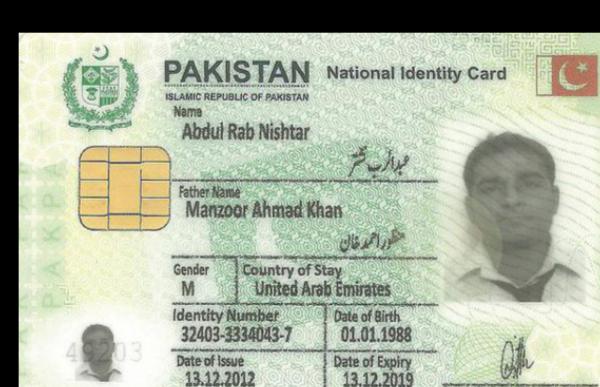 PAKISTAN National Identity Card
ISLAMIC REPUBLIC OF PAKISTAN
Name
Abdul Rab Nishtar
عبدالرب نشتر
Father Name
Manzoor Ahmad Khan
منظور احمد خان
Gender Country of Stay
M United Arab Emirates
Identity Number Date of Birth
32403-3334043-7 01.01.1988
Date of Issue Date of Expiry
13.12.2012 13.12.2019